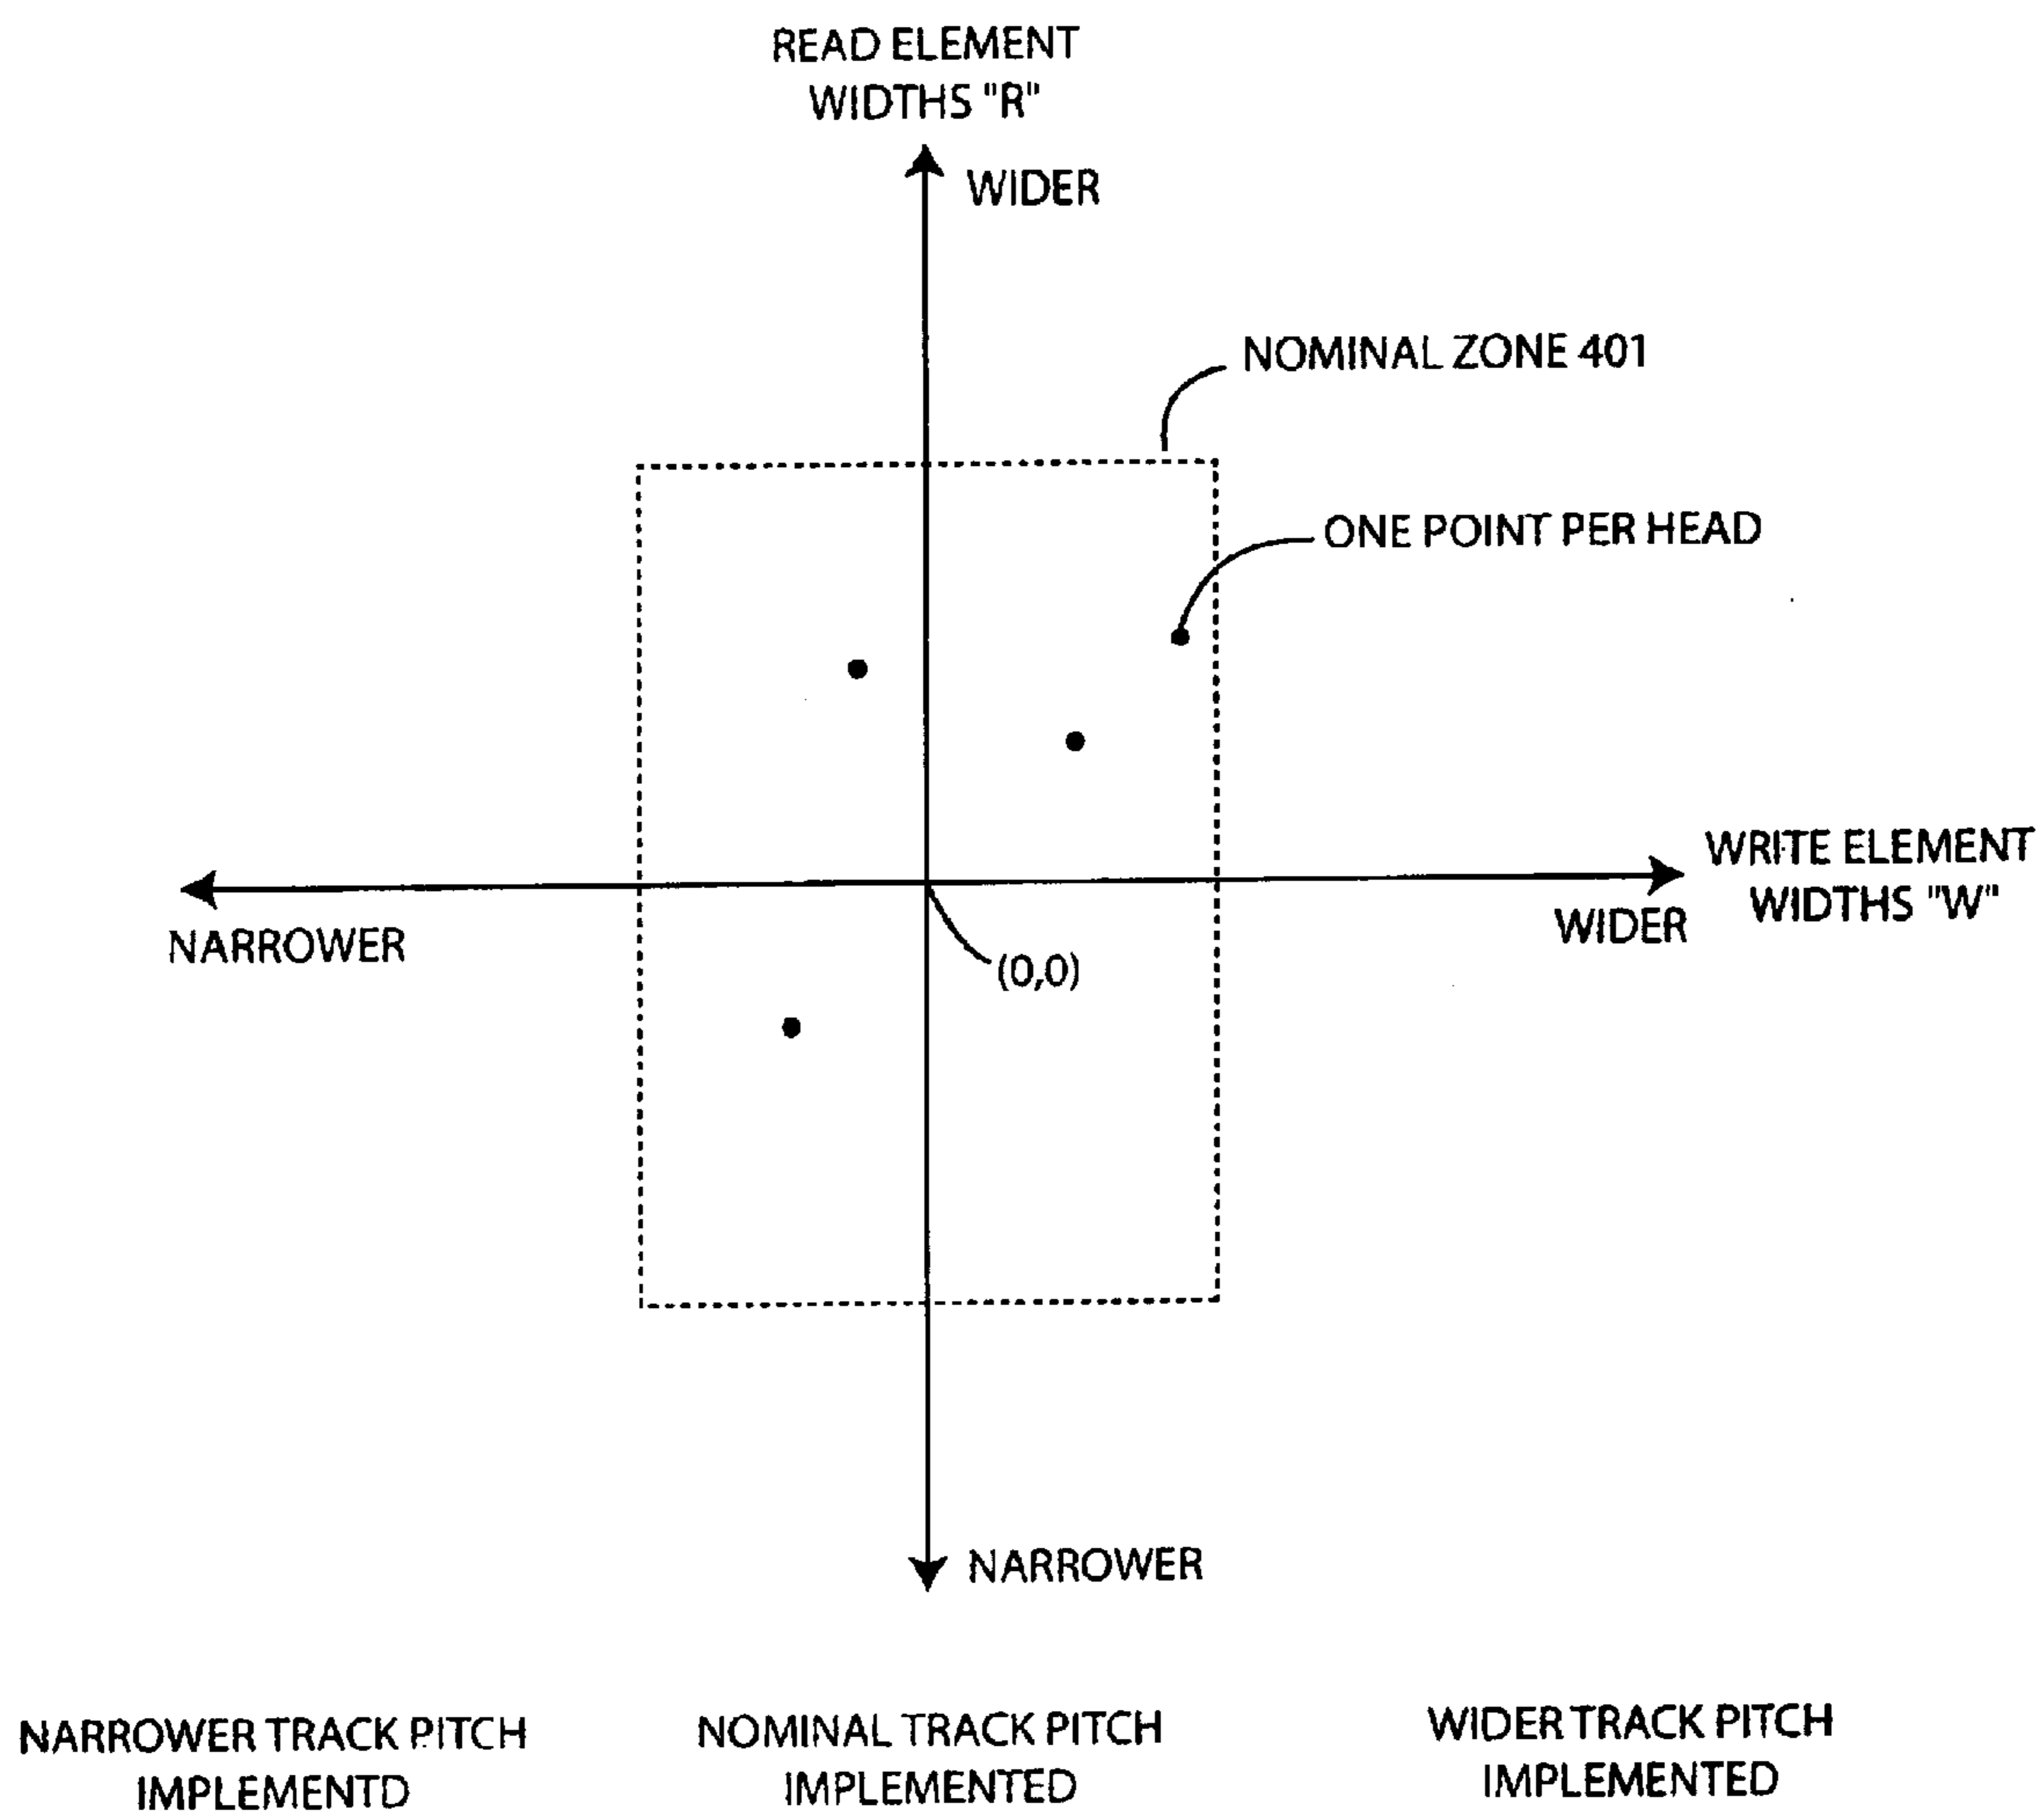 READ ELEMENT
WIDTHS "R"
WIDER
NOMINAL ZONE 401
ONE POINT PER HEAD
WRITE ELEMENT
WIDTHS "W"
WIDER
NARROWER
(0,0)
NARROWER
NARROWER TRACK PITCH
IMPLEMENTD
NOMINAL TRACK PITCH
IMPLEMENTED
WIDER TRACK PITCH
IMPLEMENTED